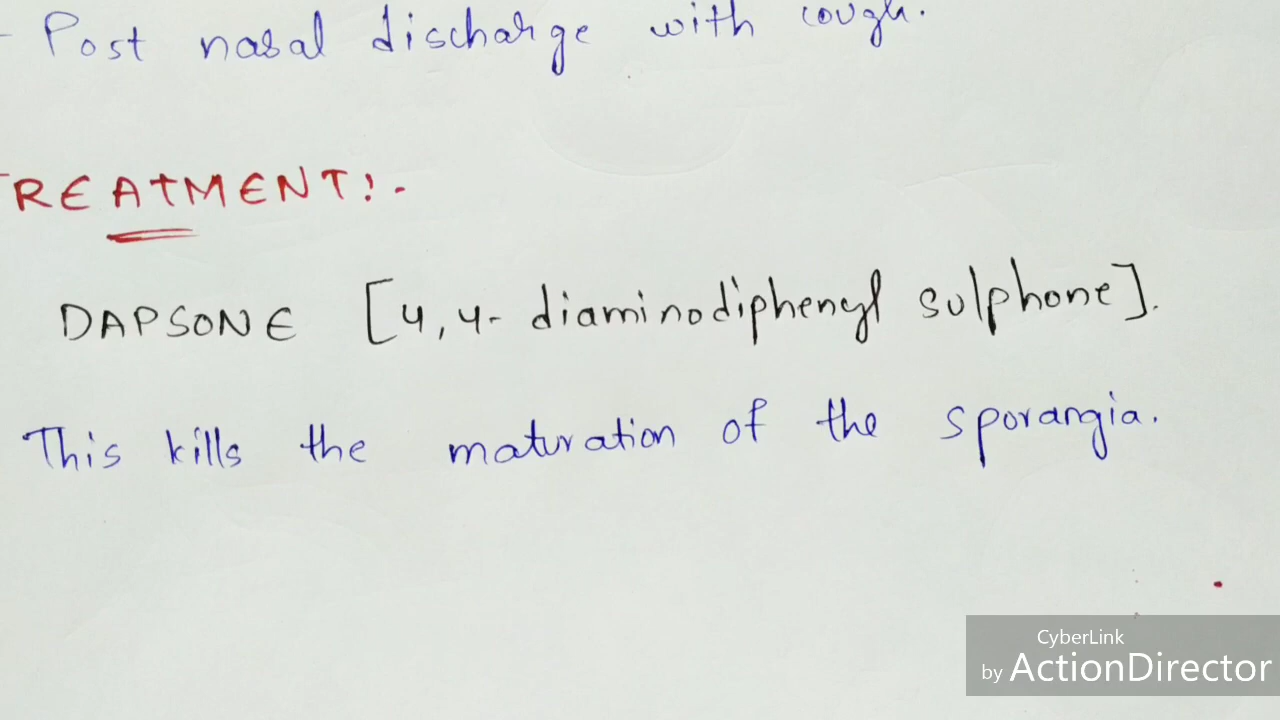 - Post nasal discharge with cough.
TREATMENT:-
DAPSONE [4,4- diaminodiphenyl sulphone].
This kills the maturation of the sporangia.
CyberLink
by ActionDirector